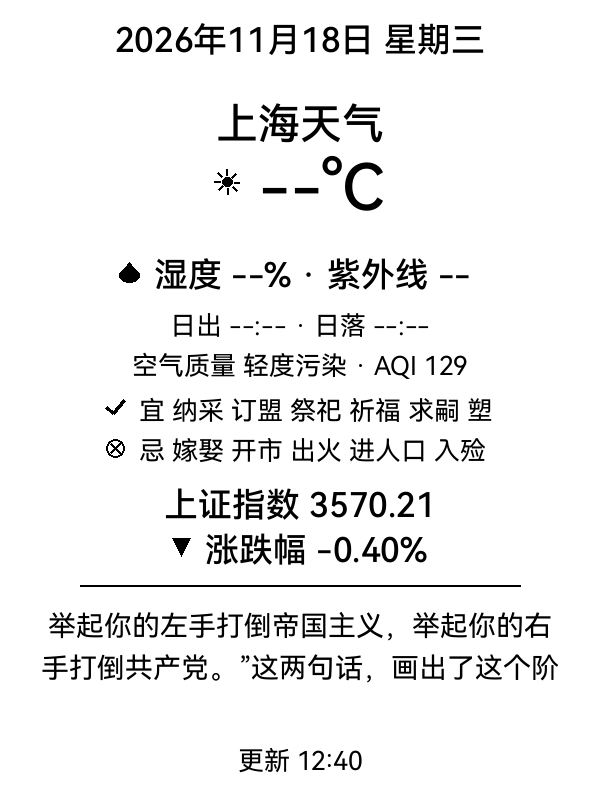 2026年11月18日 星期三
上海天气
--°C
湿度 --% · 紫外线 --
日出 --:-- · 日落 --:--
空气质量 轻度污染 · AQI 129
宜 纳采 订盟 祭祀 祈福 求嗣 塑
忌 嫁娶 开市 出火 进人口 入殓
上证指数 3570.21
▼ 涨跌幅 -0.40%
举起你的左手打倒帝国主义，举起你的右
手打倒共产党。”这两句话，画出了这个阶
更新 12:40